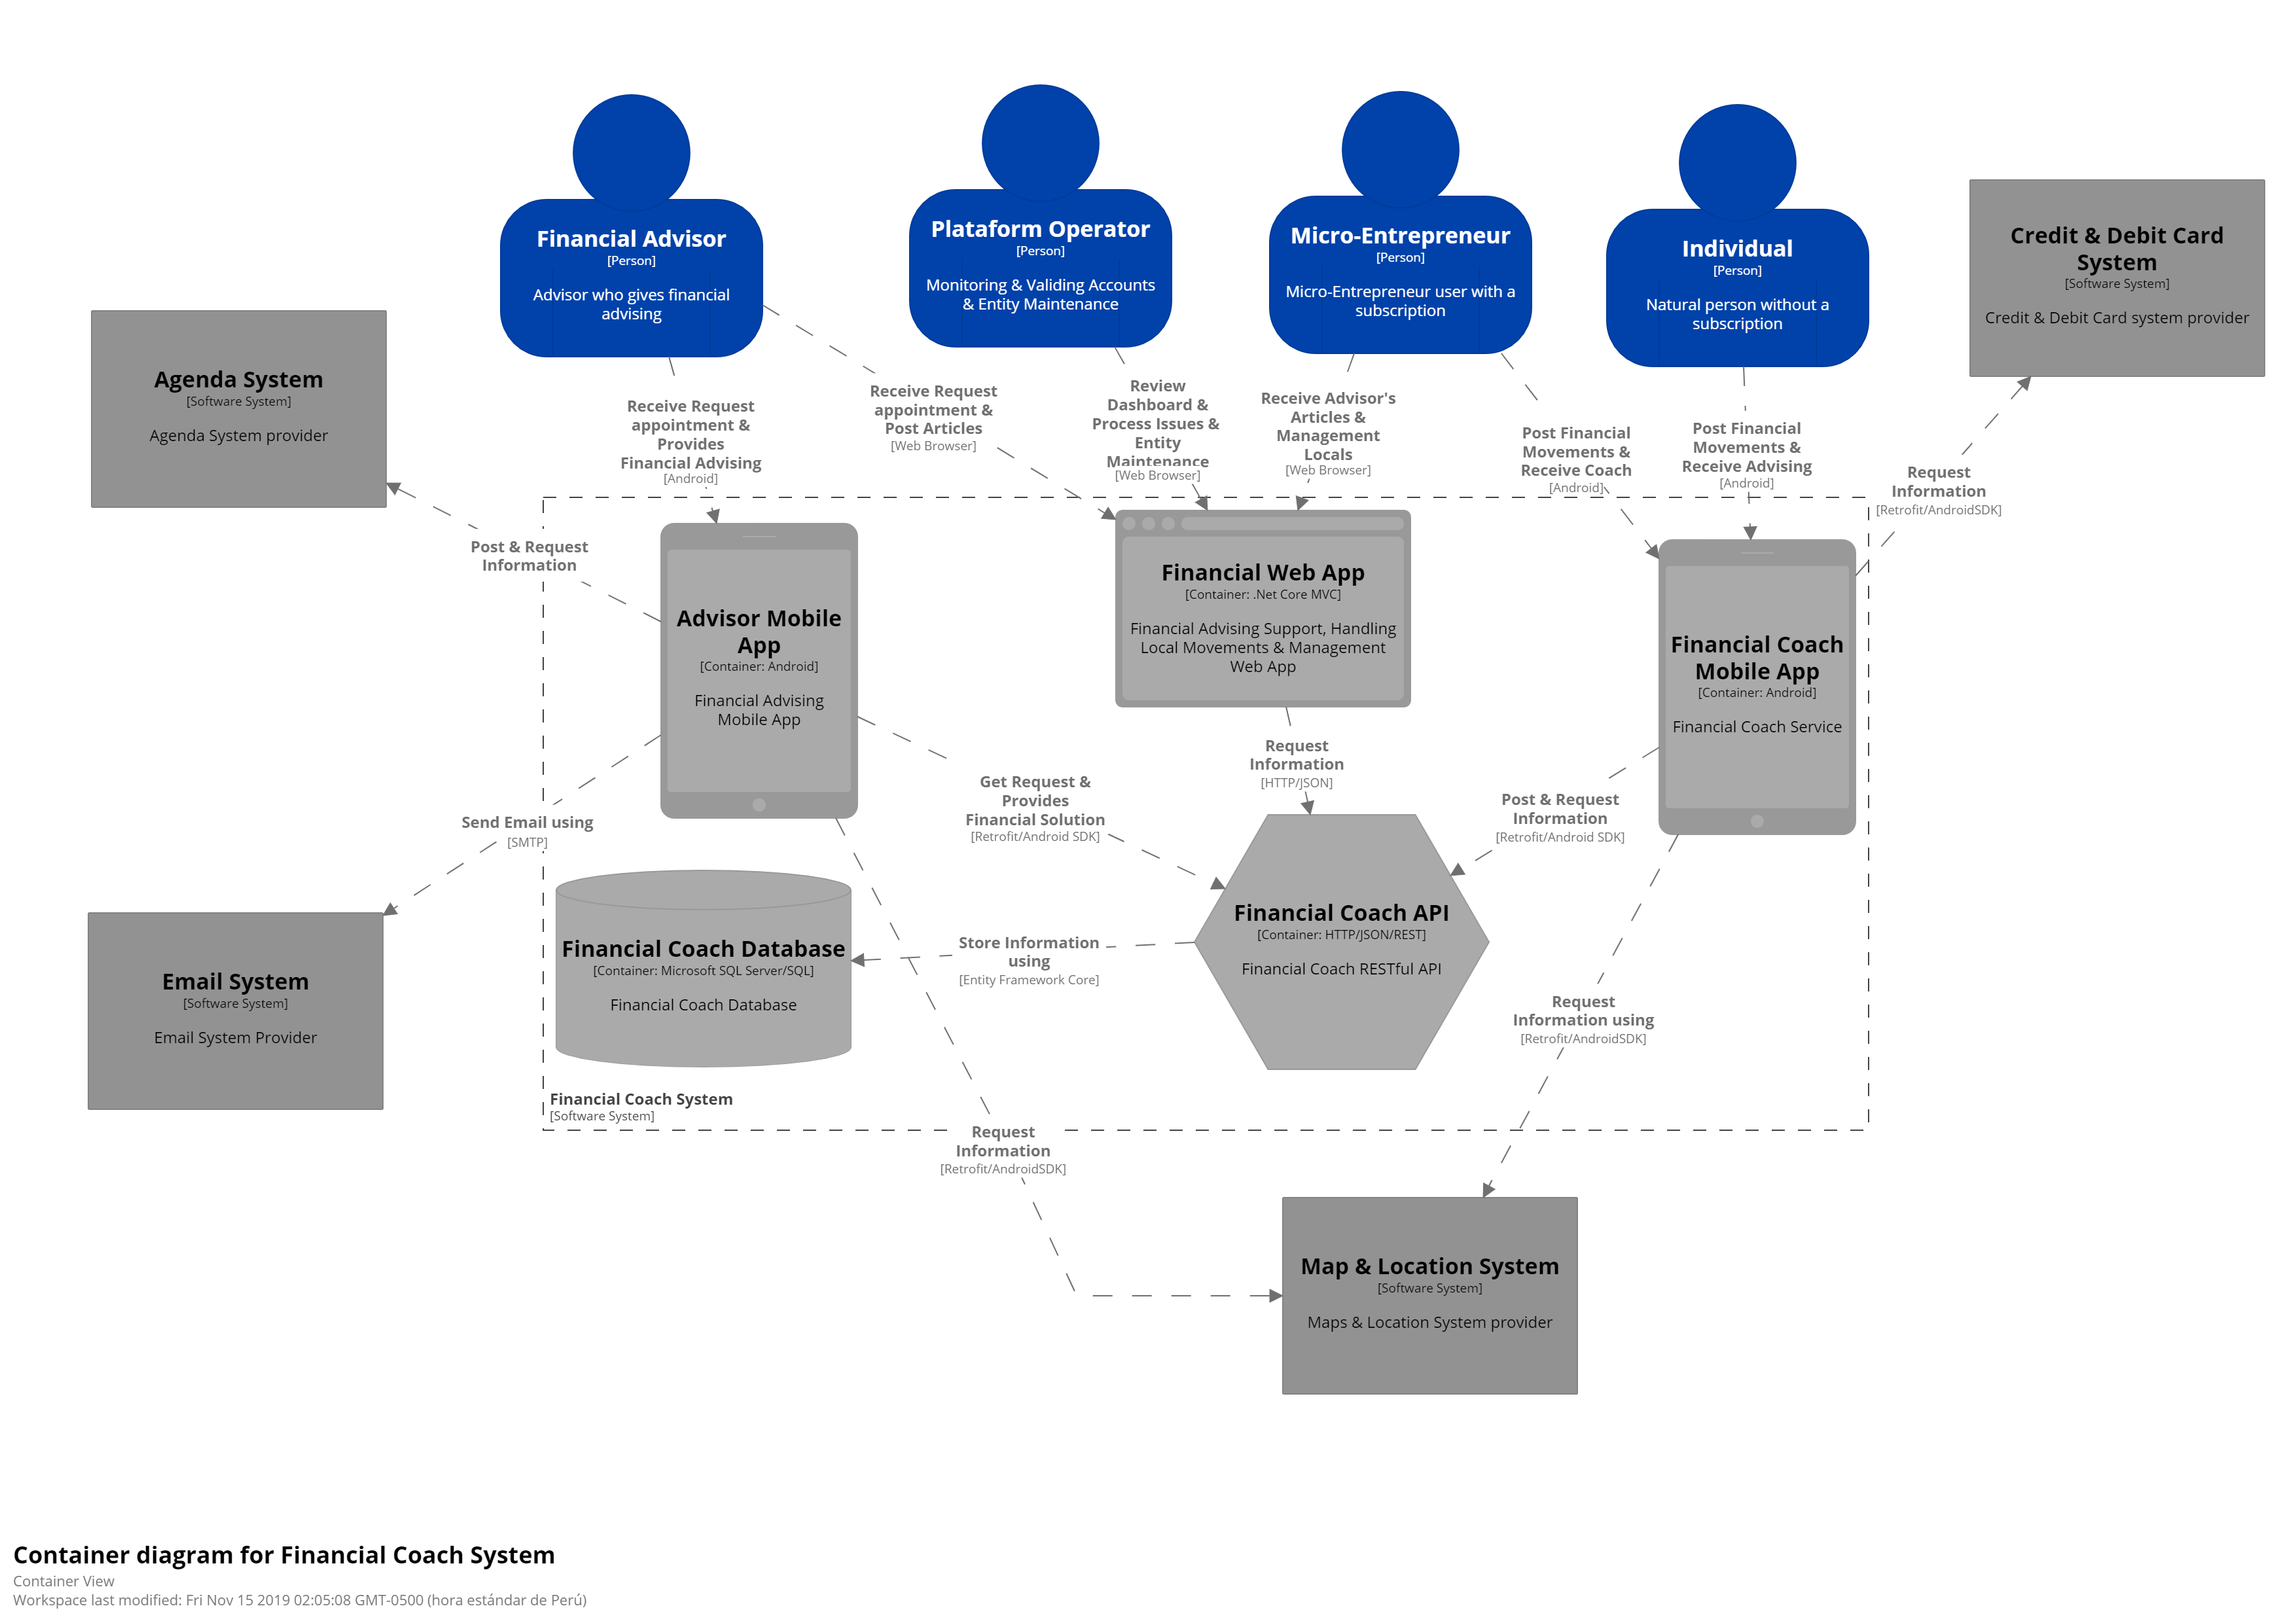 Financial Advisor
[Person]
Advisor who gives financial
advising
Plataform Operator
[Person]
Monitoring & Validing Accounts
& Entity Maintenance
Micro-Entrepreneur
[Person]
Micro-Entrepreneur user with a
subscription
Individual
[Person]
Natural person without a
subscription
Credit & Debit Card
System
[Software System]
Credit & Debit Card system provider
Agenda System
[Software System]
Agenda System provider
Receive Request
appointment &
Provides
Financial Advising
[Android]
Receive Request
appointment &
Post Articles
[Web Browser]
Review
Dashboard &
Process Issues &
Entity
Maintenance
[Web Browser]
Receive Advisor's
Articles &
Management
Locals
[Web Browser]
Post Financial
Movements &
Receive Coach
[Android]
Post Financial
Movements &
Receive Advising
[Android]
Request
Information
[Retrofit/AndroidSDK]
Post & Request
Information
Advisor Mobile
App
[Container: Android]
Financial Advising
Mobile App
Financial Web App
[Container: .Net Core MVC]
Financial Advising Support, Handling
Local Movements & Management
Web App
Financial Coach
Mobile App
[Container: Android]
Financial Coach Service
Request
Information
[HTTP/JSON]
Get Request &
Provides
Financial Solution
[Retrofit/Android SDK]
Post & Request
Information
[Retrofit/Android SDK]
Send Email using
[SMTP]
Financial Coach Database
[Container: Microsoft SQL Server/SQL]
Financial Coach Database
Store Information
using
[Entity Framework Core]
Financial Coach API
[Container: HTTP/JSON/REST]
Financial Coach RESTful API
Email System
[Software System]
Email System Provider
Request
Information using
[Retrofit/AndroidSDK]
Financial Coach System
[Software System]
Request
Information
[Retrofit/AndroidSDK]
Map & Location System
[Software System]
Maps & Location System provider
Container diagram for Financial Coach System
Container View
Workspace last modified: Fri Nov 15 2019 02:05:08 GMT-0500 (hora estándar de Perú)